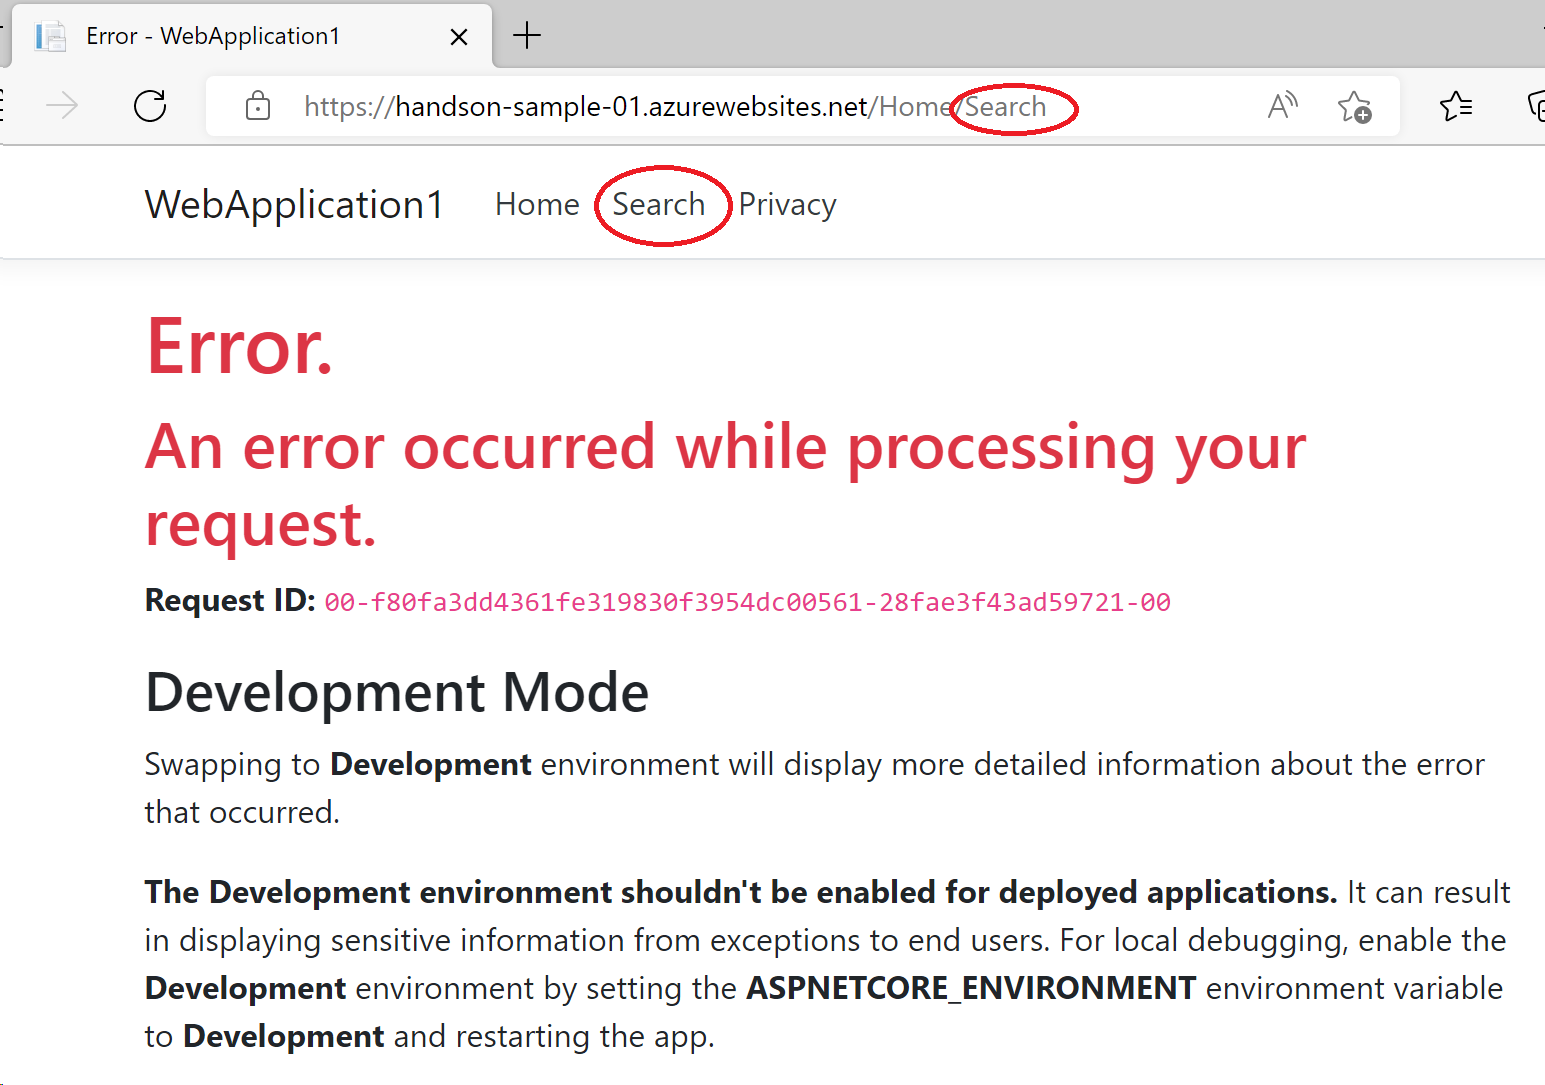 Error - WebApplication1
https://handson-sample-01.azurewebsites.net/Home/Search
WebApplication1 Home Search Privacy
Error.
An error occurred while processing your
request.
Request ID: 00-f80fa3dd4361fe319830f3954dc00561-28fae3f43ad59721-00
Development Mode
Swapping to Development environment will display more detailed information about the error
that occurred.
The Development environment shouldn't be enabled for deployed applications. It can result
in displaying sensitive information from exceptions to end users. For local debugging, enable the
Development environment by setting the ASPNETCORE_ENVIRONMENT environment variable
to Development and restarting the app.